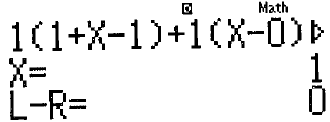 D Math
1(1+X-1)+1(X-0)▷
X= 1
L-R= 0